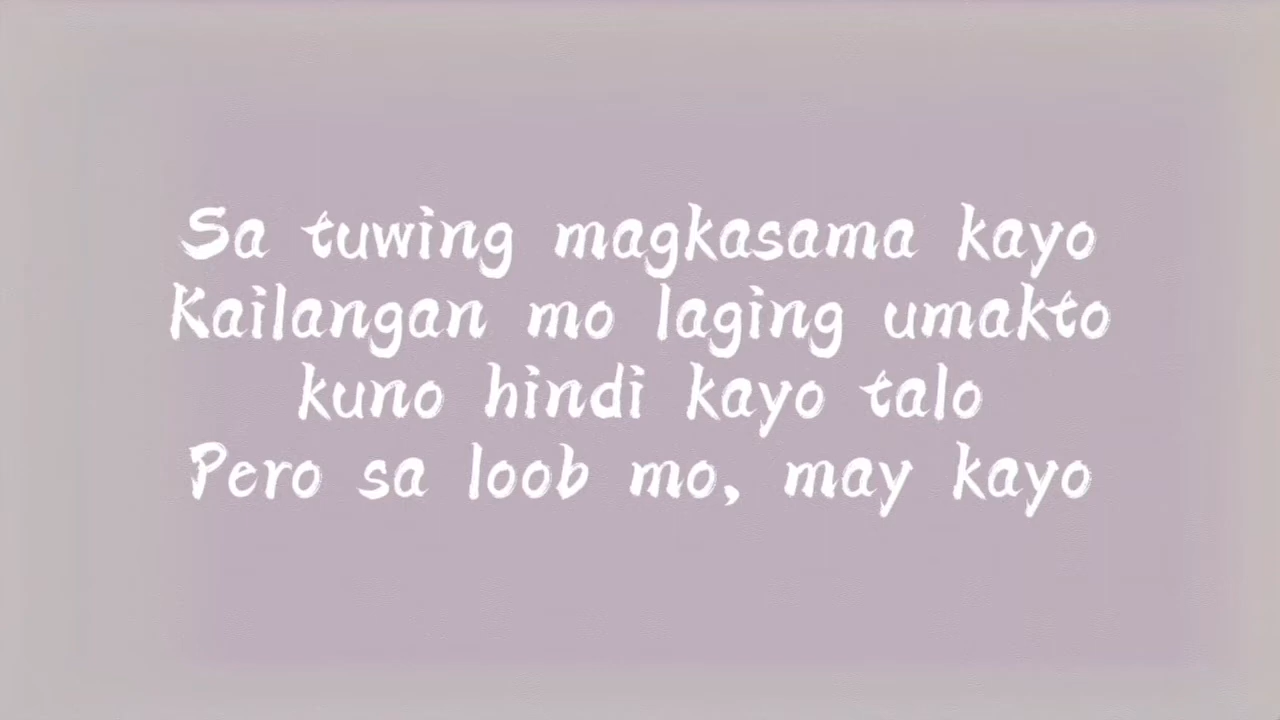 Sa tuwing magkasama kayo
Kailangan mo laging umakto
kuno hindi kayo talo
Pero sa loob mo, may kayo